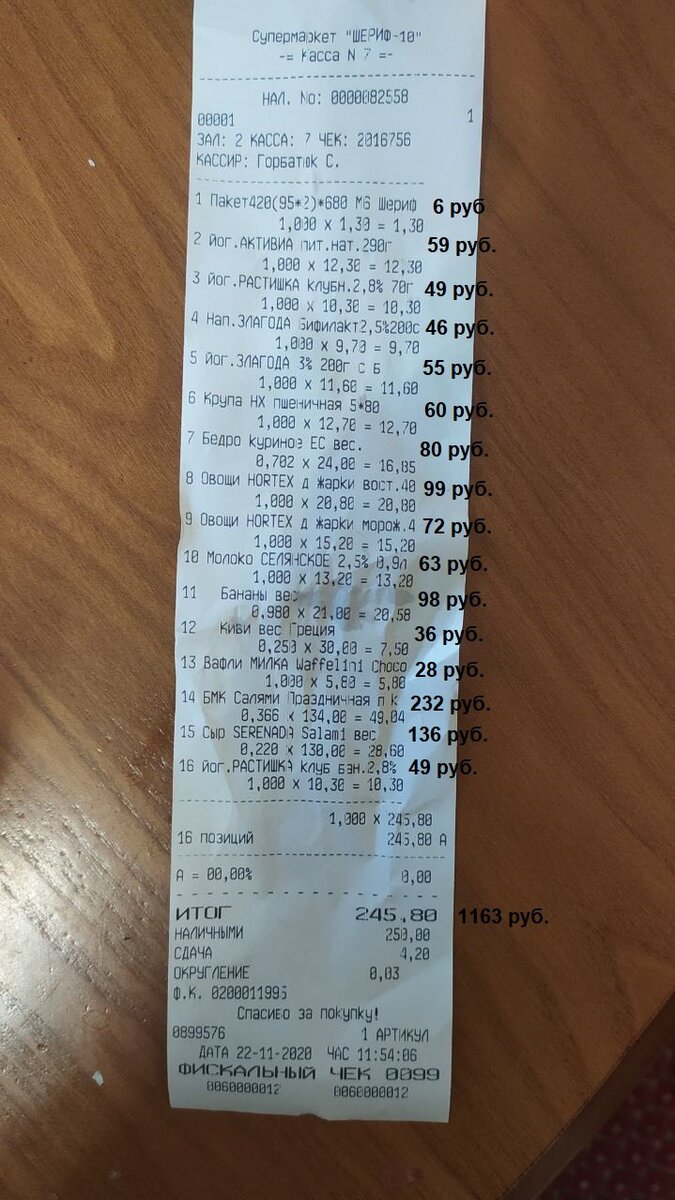 Супермаркет "ШЕРИФ-10"
-= Касса N 7 =-
НАЛ. No: 0000082558
00001 1
ЗАЛ: 2 КАССА: 7 ЧЕК: 2016756
КАССИР: Горбатюк С.
1 Пакет420(95*2)*680 М6 Шериф 6 руб
1,000 x 1,30 = 1,30
2 йог.АКТИВИА пит.нат.290г 59 руб.
1,000 x 12,30 = 12,30
3 йог.РАСТИШКА клубн.2,8% 70г 49 руб.
1,000 x 10,30 = 10,30
4 Нап.ЗЛАГОДА Бифилакт2,5%200с 46 руб.
1,000 x 9,70 = 9,70
5 йог.ЗЛАГОДА 3% 200г с Б 55 руб.
1,000 x 11,60 = 11,60
6 Крупа НХ пшеничная 5*80 60 руб.
1,000 x 12,70 = 12,70
7 Бедро куриное ЕС вес. 80 руб.
0,702 x 24,00 = 16,85
8 Овощи HORTEX д жарки вост.40 99 руб.
1,000 x 20,80 = 20,80
9 Овощи HORTEX д жарки морож.4 72 руб.
1,000 x 15,20 = 15,20
10 Молоко СЕЛЯНСКОЕ 2,5% 0,9л 63 руб.
1,000 x 13,20 = 13,20
11 Бананы вес 98 руб.
0,980 x 21,00 = 20,58
12 Киви вес Греция 36 руб.
0,250 x 30,00 = 7,50
13 Вафли МИЛКА Waffelini Choco 28 руб.
1,000 x 5,80 = 5,80
14 БМК Салями Праздничная п к 232 руб.
0,366 x 134,00 = 49,04
15 Сыр SERENADA Salami вес 136 руб.
0,220 x 130,00 = 28,60
16 йог.РАСТИШКА клуб бан.2,8% 49 руб.
1,000 x 10,30 = 10,30
1,000 x 245,80
16 ПОЗИЦИЙ 245,80 А
А = 00,00% 0,00
ИТОГ 245,80 1163 руб.
НАЛИЧНЫМИ 250,00
СДАЧА 4,20
ОКРУГЛЕНИЕ 0,03
Ф.К. 0200011995
Спасибо за покупку!
0899576 1 АРТИКУЛ
ДАТА 22-11-2020 ЧАС 11:54:06
ФИСКАЛЬНЫЙ ЧЕК 0099
0060000012 0060000012